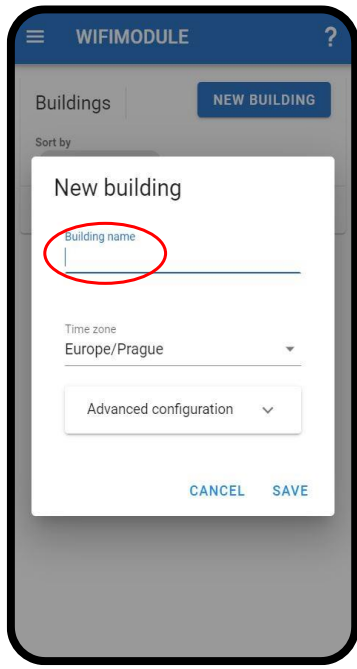 WIFIMODULE ?
Buildings NEW BUILDING
Sort by
New building
Building name
Time zone
Europe/Prague
Advanced configuration
CANCEL SAVE